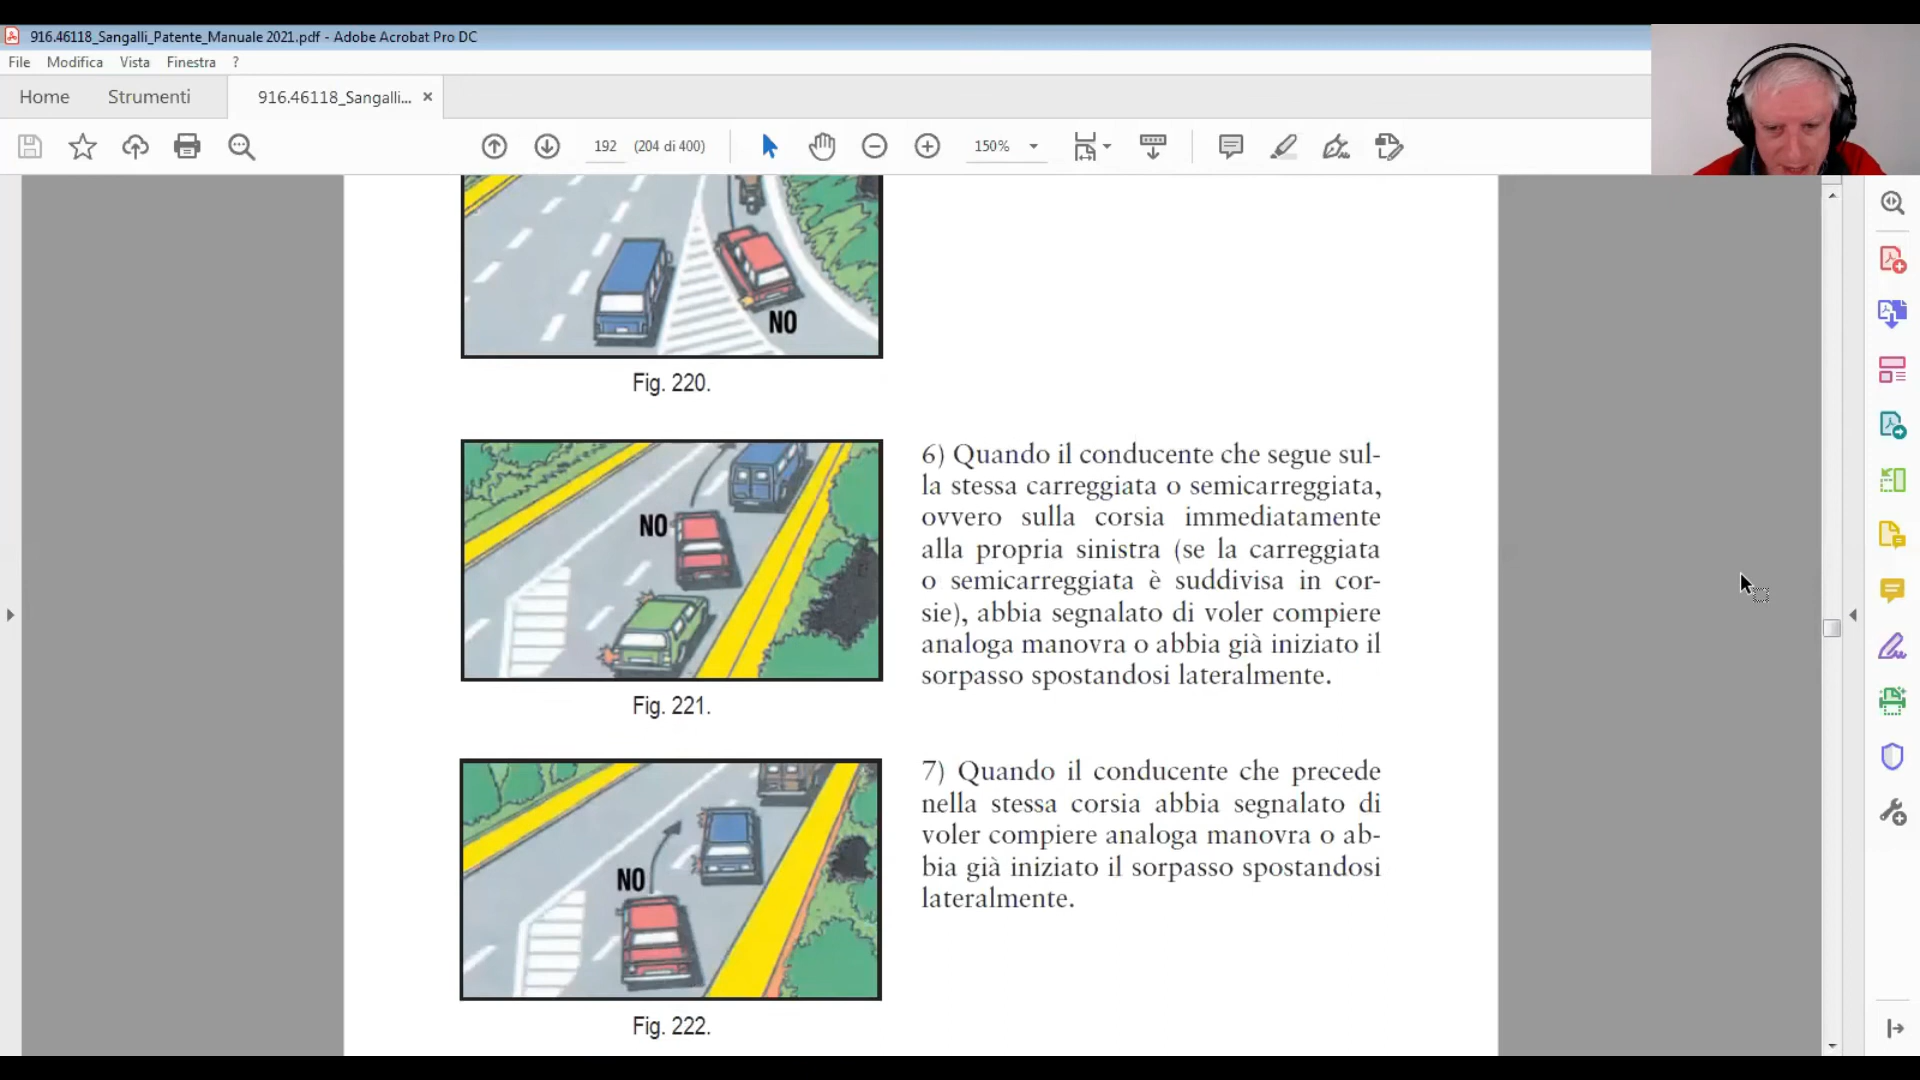 916.46118_Sangalli_Patente_Manuale 2021.pdf - Adobe Acrobat Pro DC
File Modifica Vista Finestra ?
Home Strumenti 916.46118_Sangalli... ×
192 (204 di 400) 150%
NO
Fig. 220.
NO
Fig. 221.
6) Quando il conducente che segue sul-
la stessa carreggiata o semicarreggiata,
ovvero sulla corsia immediatamente
alla propria sinistra (se la carreggiata
o semicarreggiata è suddivisa in cor-
sie), abbia segnalato di voler compiere
analoga manovra o abbia già iniziato il
sorpasso spostandosi lateralmente.
NO
Fig. 222.
7) Quando il conducente che precede
nella stessa corsia abbia segnalato di
voler compiere analoga manovra o ab-
bia già iniziato il sorpasso spostandosi
lateralmente.